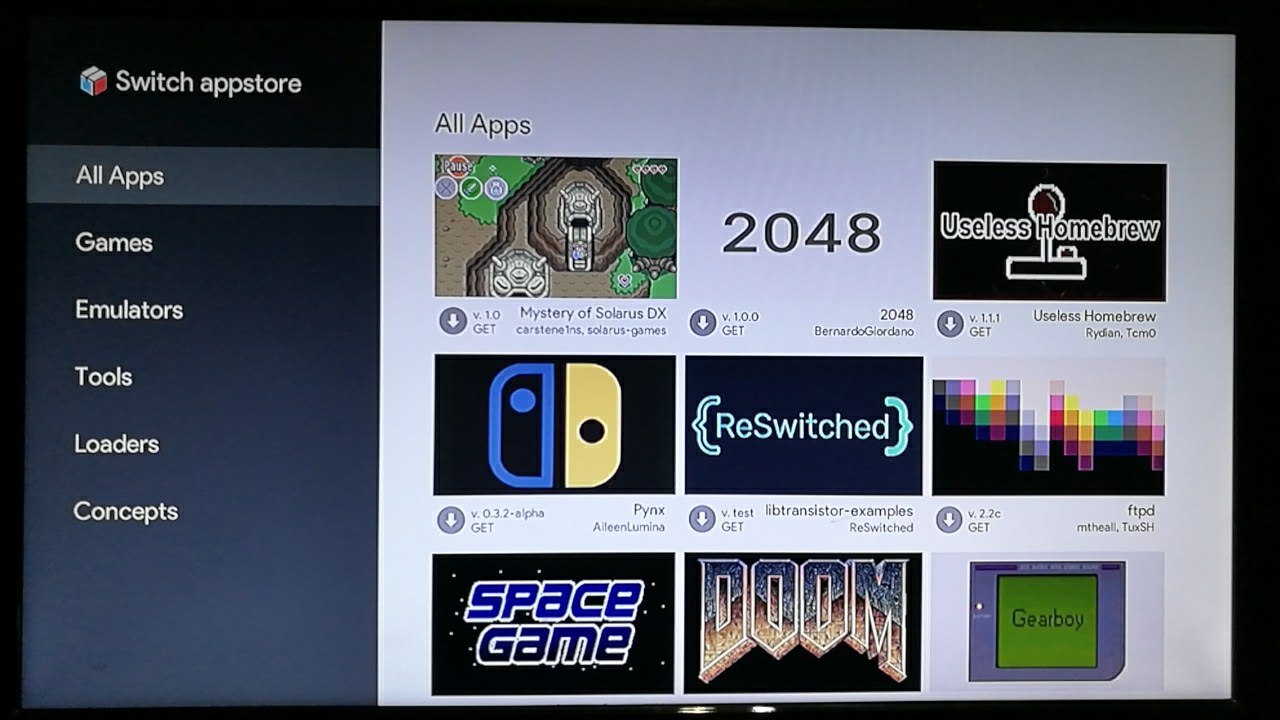 Switch appstore
All Apps
Games
Emulators
Tools
Loaders
Concepts
All Apps
Pause
2048
Useless Homebrew
v. 1.0
GET
Mystery of Solarus DX
carstene1ns, solarus-games
v. 1.0.0
GET
2048
BernardoGiordano
v. 1.1.1
GET
Useless Homebrew
Rydian, Tcm0
{ReSwitched}
v. 0.3.2-alpha
GET
Pynx
AileenLumina
v. test
GET
libtransistor-examples
ReSwitched
v. 2.2c
GET
ftpd
mtheall, TuxSH
SPACE
GAME
DOOM
Gearboy